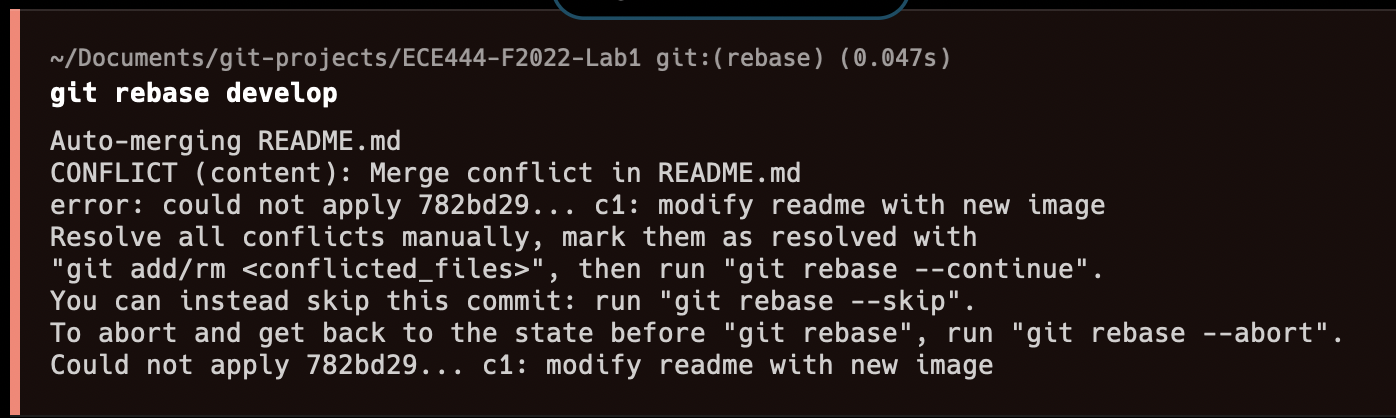 ~/Documents/git-projects/ECE444-F2022-Lab1 git:(rebase) (0.047s)
git rebase develop
Auto-merging README.md
CONFLICT (content): Merge conflict in README.md
error: could not apply 782bd29... c1: modify readme with new image
Resolve all conflicts manually, mark them as resolved with
"git add/rm <conflicted_files>", then run "git rebase --continue".
You can instead skip this commit: run "git rebase --skip".
To abort and get back to the state before "git rebase", run "git rebase --abort".
Could not apply 782bd29... c1: modify readme with new image